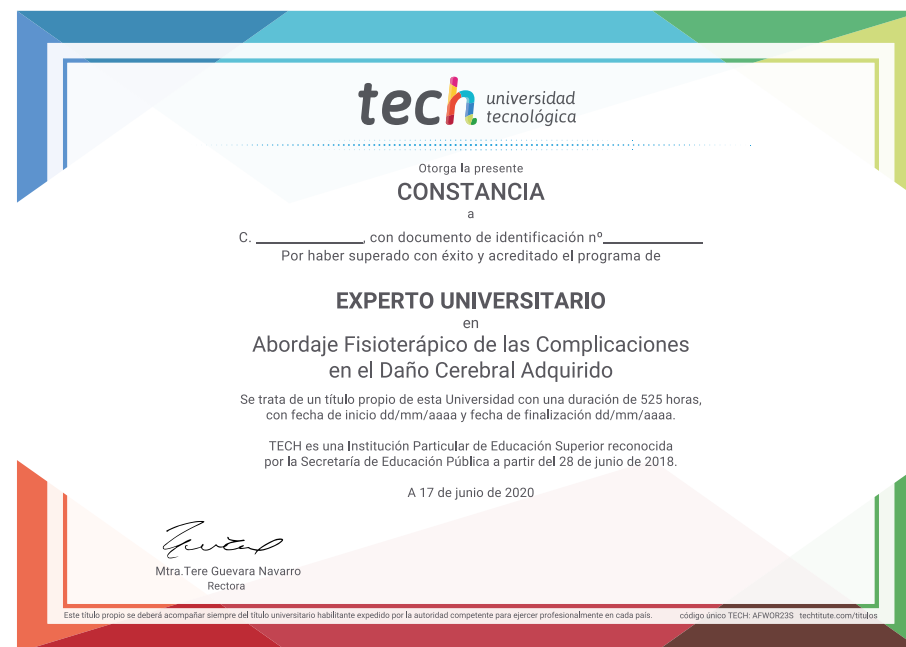 tech universidad
tecnológica
Otorga la presente
CONSTANCIA
a
C. ____________, con documento de identificación nº____________
Por haber superado con éxito y acreditado el programa de
EXPERTO UNIVERSITARIO
en
Abordaje Fisioterápico de las Complicaciones
en el Daño Cerebral Adquirido
Se trata de un título propio de esta Universidad con una duración de 525 horas,
con fecha de inicio dd/mm/aaaa y fecha de finalización dd/mm/aaaa.
TECH es una Institución Particular de Educación Superior reconocida
por la Secretaría de Educación Pública a partir del 28 de junio de 2018.
A 17 de junio de 2020
Mtra.Tere Guevara Navarro
Rectora
Este título propio se deberá acompañar siempre del título universitario habilitante expedido por la autoridad competente para ejercer profesionalmente en cada país. código único TECH: AFWOR23S techtitute.com/titulos